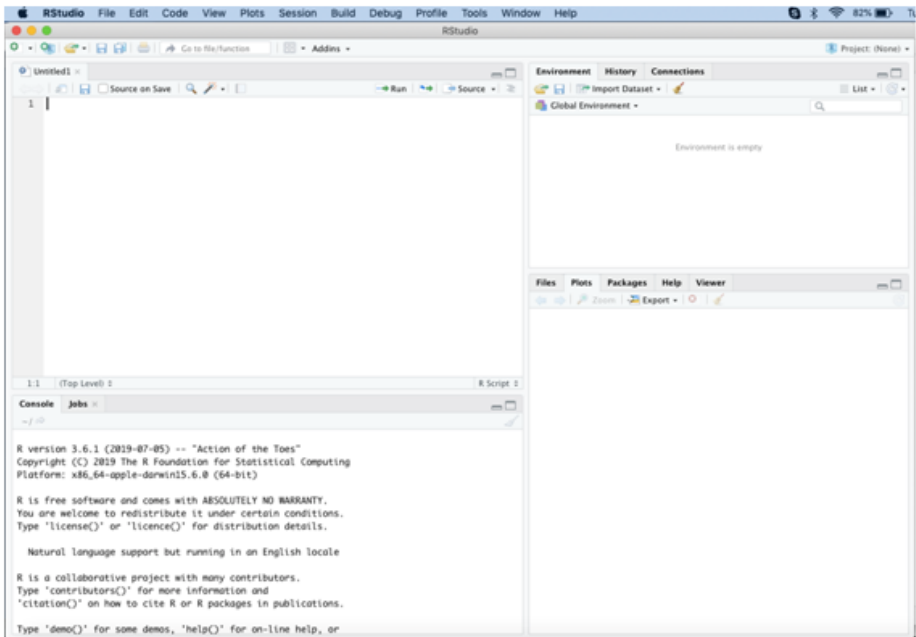 RStudio File Edit Code View Plots Session Build Debug Profile Tools Window Help 82%
RStudio
Go to file/function Addins Project: (None)
Untitled1
Source on Save Run Source
1
1:1 (Top Level) R Script
Console Jobs
~/
R version 3.6.1 (2019-07-05) -- "Action of the Toes"
Copyright (C) 2019 The R Foundation for Statistical Computing
Platform: x86_64-apple-darwin15.6.0 (64-bit)
R is free software and comes with ABSOLUTELY NO WARRANTY.
You are welcome to redistribute it under certain conditions.
Type 'license()' or 'licence()' for distribution details.
Natural language support but running in an English locale
R is a collaborative project with many contributors.
Type 'contributors()' for more information and
'citation()' on how to cite R or R packages in publications.
Type 'demo()' for some demos, 'help()' for on-line help, or
Environment History Connections
Import Dataset List
Global Environment
Environment is empty
Files Plots Packages Help Viewer
Zoom Export